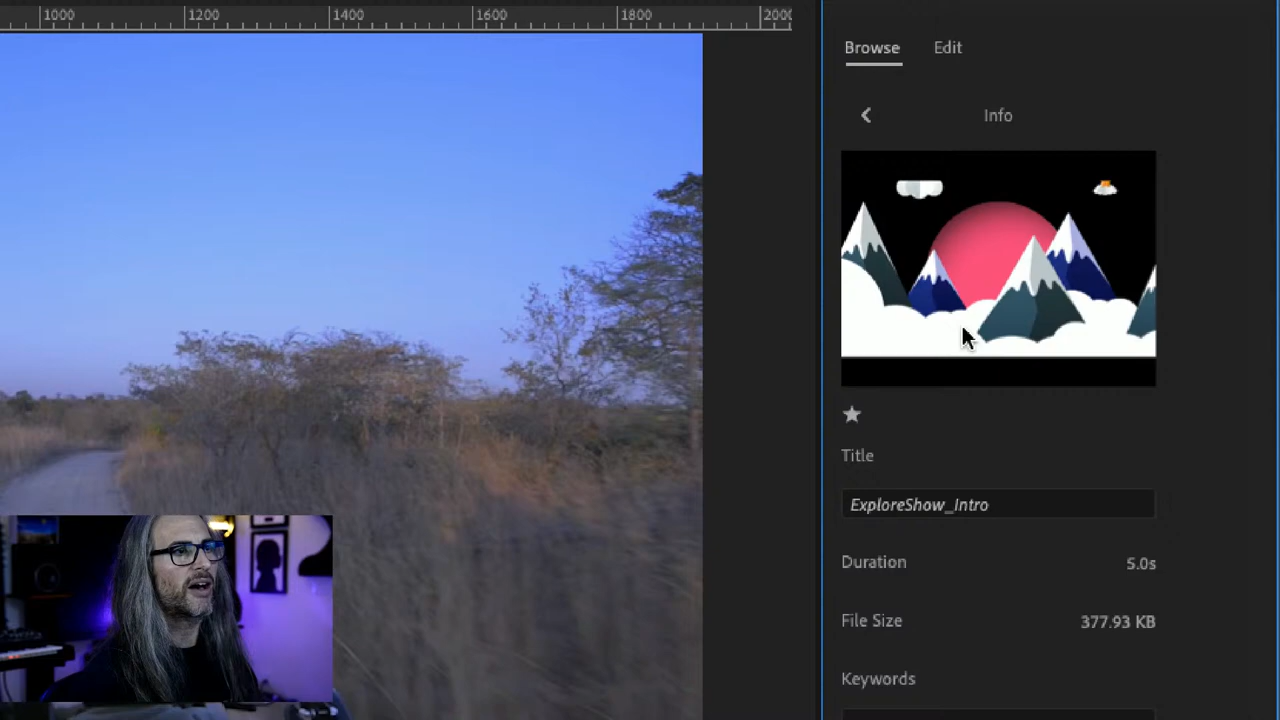 1000 1200 1400 1600 1800
Browse Edit
Info
Title
ExploreShow_Intro
Duration 5.0s
File Size 377.93 KB
Keywords